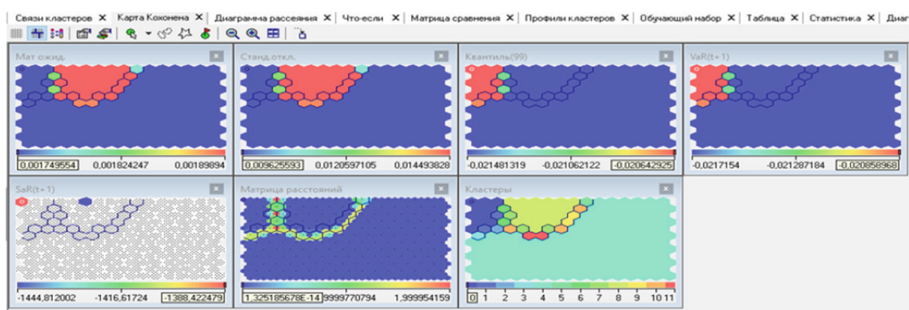 Связи кластеров X Карта Кохонена X Диаграмма рассеяния X Что-если X Матрица сравнения X Профили кластеров X Обучающий набор X Таблица X Статистика X Диаг
Мат.ожид. Станд.откл. Квантиль(99) VaR(t+1)
0,001749554 0,001824247 0,00189894 0,009625593 0,0120597105 0,014493828 -0,021481319 -0,021062122 -0,020642925 -0,0217154 -0,021287184 -0,020858968
SaR(t+1) Матрица расстояний Кластеры
-1444,812002 -1416,61724 -1388,422479 1,325185678E-14 9999770794 1,999954159 0 1 2 3 4 5 6 7 8 9 10 11